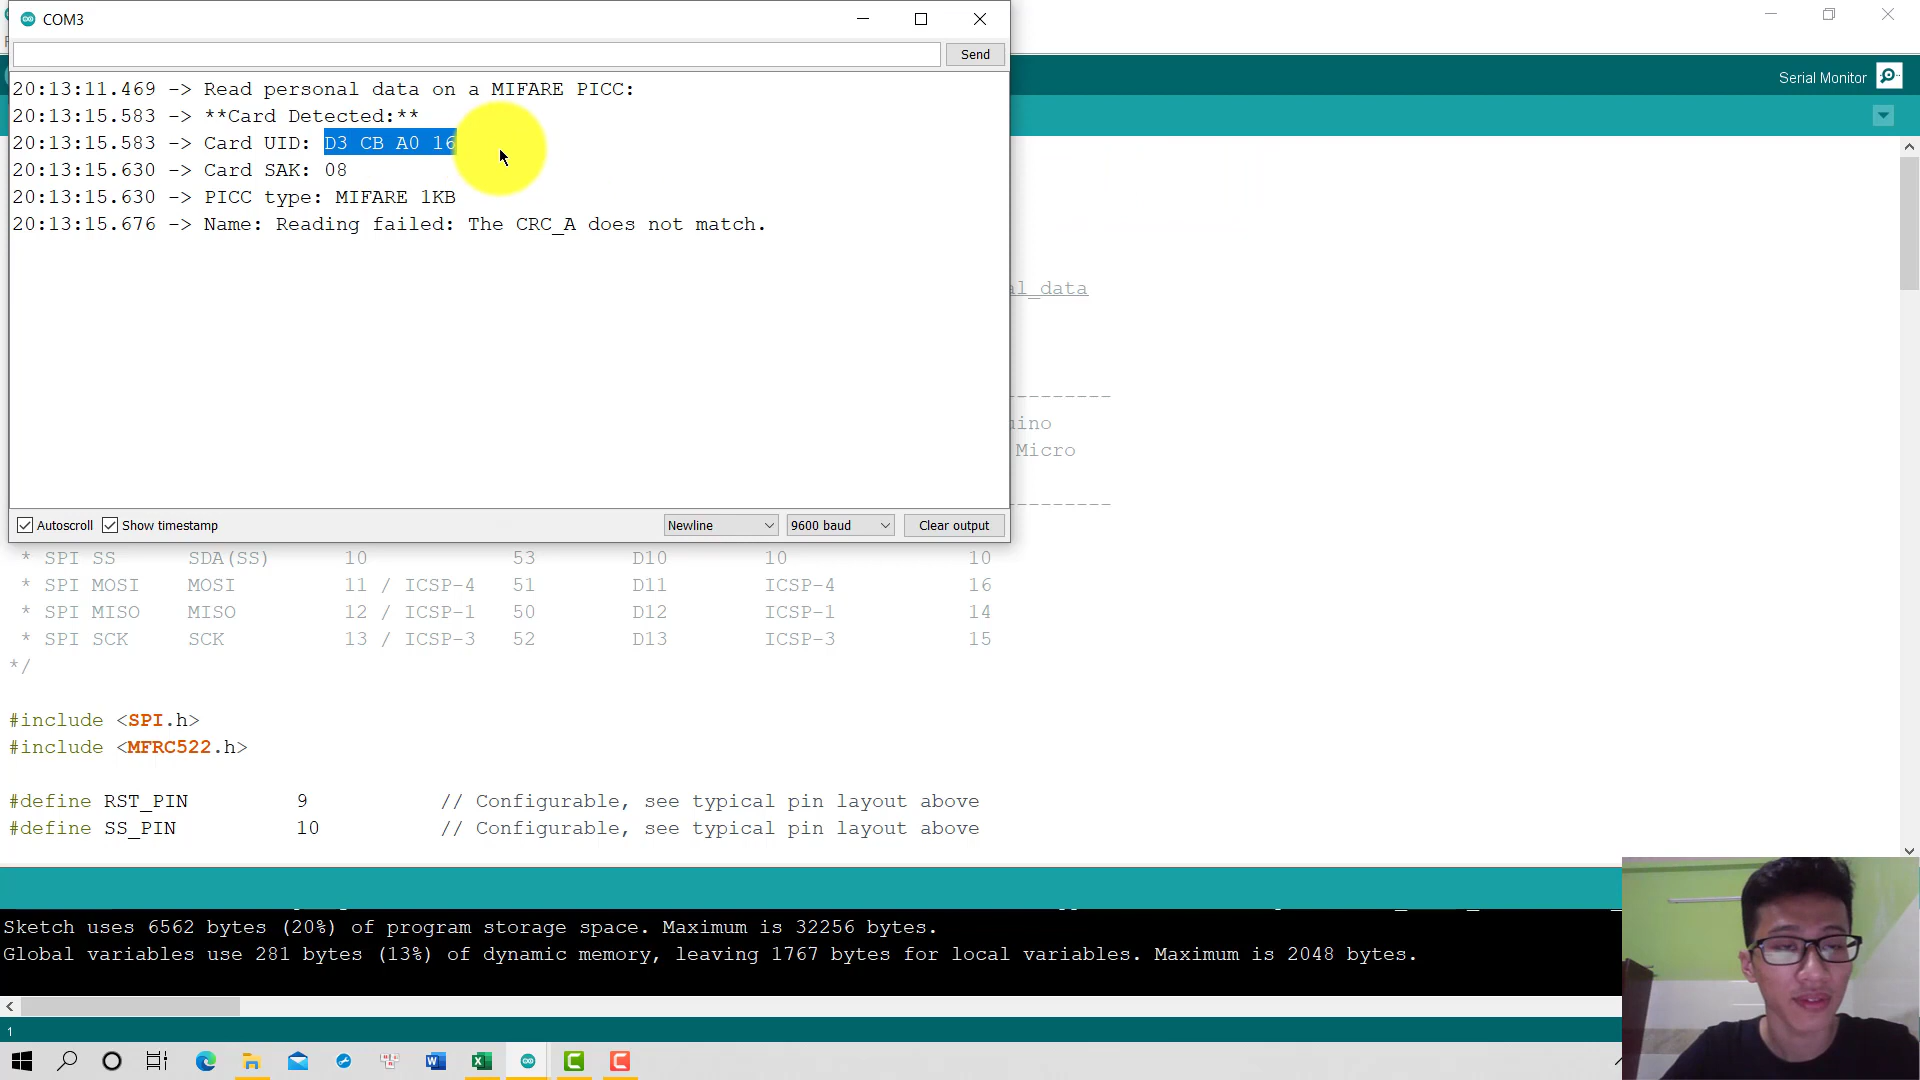 COM3
Send
20:13:11.469 -> Read personal data on a MIFARE PICC:
20:13:15.583 -> **Card Detected:**
20:13:15.583 -> Card UID: D3 CB A0 16
20:13:15.630 -> Card SAK: 08
20:13:15.630 -> PICC type: MIFARE 1KB
20:13:15.676 -> Name: Reading failed: The CRC_A does not match.
Autoscroll Show timestamp Newline 9600 baud Clear output
Serial Monitor
al_data
---------
uino
Micro
---------
* SPI SS SDA(SS) 10 53 D10 10 10
* SPI MOSI MOSI 11 / ICSP-4 51 D11 ICSP-4 16
* SPI MISO MISO 12 / ICSP-1 50 D12 ICSP-1 14
* SPI SCK SCK 13 / ICSP-3 52 D13 ICSP-3 15
*/
#include <SPI.h>
#include <MFRC522.h>
#define RST_PIN 9 // Configurable, see typical pin layout above
#define SS_PIN 10 // Configurable, see typical pin layout above
Sketch uses 6562 bytes (20%) of program storage space. Maximum is 32256 bytes.
Global variables use 281 bytes (13%) of dynamic memory, leaving 1767 bytes for local variables. Maximum is 2048 bytes.
1